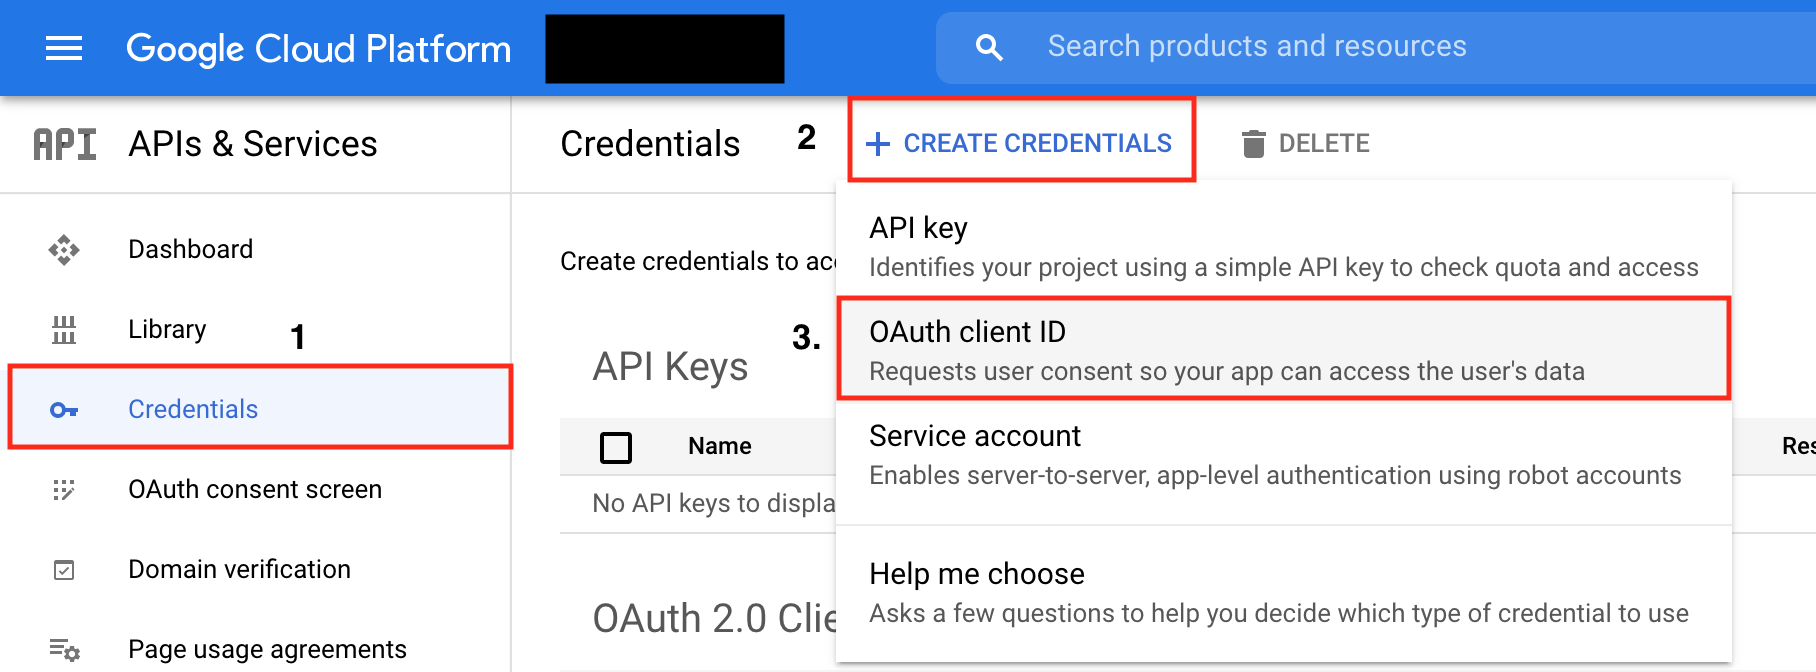 Google Cloud Platform
Search products and resources
API APIs & Services
Credentials 2 + CREATE CREDENTIALS DELETE
Dashboard
Library 1
Credentials
OAuth consent screen
Domain verification
Page usage agreements
Create credentials to acc
API Keys
Name
Res
No API keys to displa
OAuth 2.0 Clie
API key
Identifies your project using a simple API key to check quota and access
3.
OAuth client ID
Requests user consent so your app can access the user's data
Service account
Enables server-to-server, app-level authentication using robot accounts
Help me choose
Asks a few questions to help you decide which type of credential to use